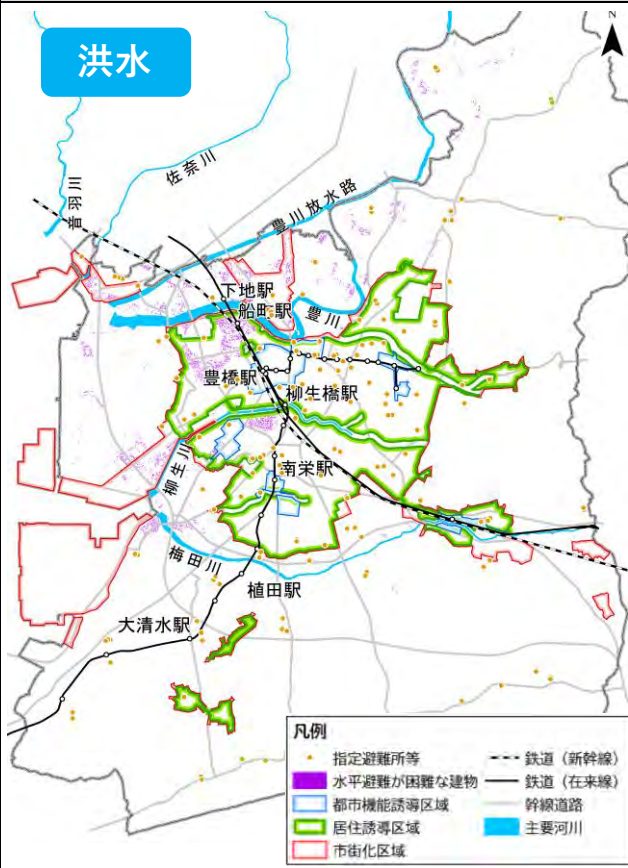 洪水
N
音羽川
佐奈川
豊川放水路
下地駅
船町駅
豊川
豊橋駅
柳生橋駅
柳生川
南栄駅
梅田川
植田駅
大清水駅
凡例
指定避難所等
鉄道（新幹線）
水平避難が困難な建物
鉄道（在来線）
都市機能誘導区域
幹線道路
居住誘導区域
主要河川
市街化区域